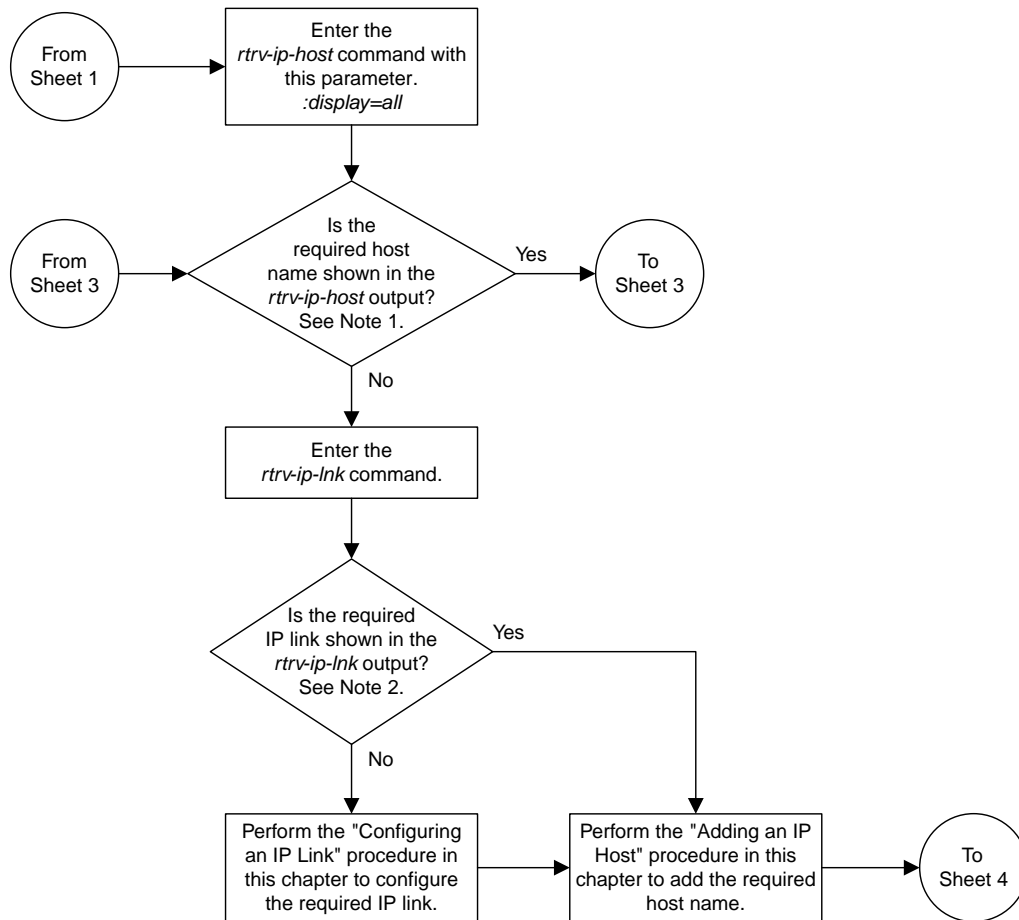 From
Sheet 1
Enter the
rtrv-ip-host command with
this parameter.
:display=all
From
Sheet 3
Is the
required host
name shown in the
rtrv-ip-host output?
See Note 1.
Yes
To
Sheet 3
No
Enter the
rtrv-ip-lnk command.
Is the required
IP link shown in the
rtrv-ip-lnk output?
See Note 2.
Yes
No
Perform the "Configuring
an IP Link" procedure in
this chapter to configure
the required IP link.
Perform the "Adding an IP
Host" procedure in this
chapter to add the required
host name.
To
Sheet 4